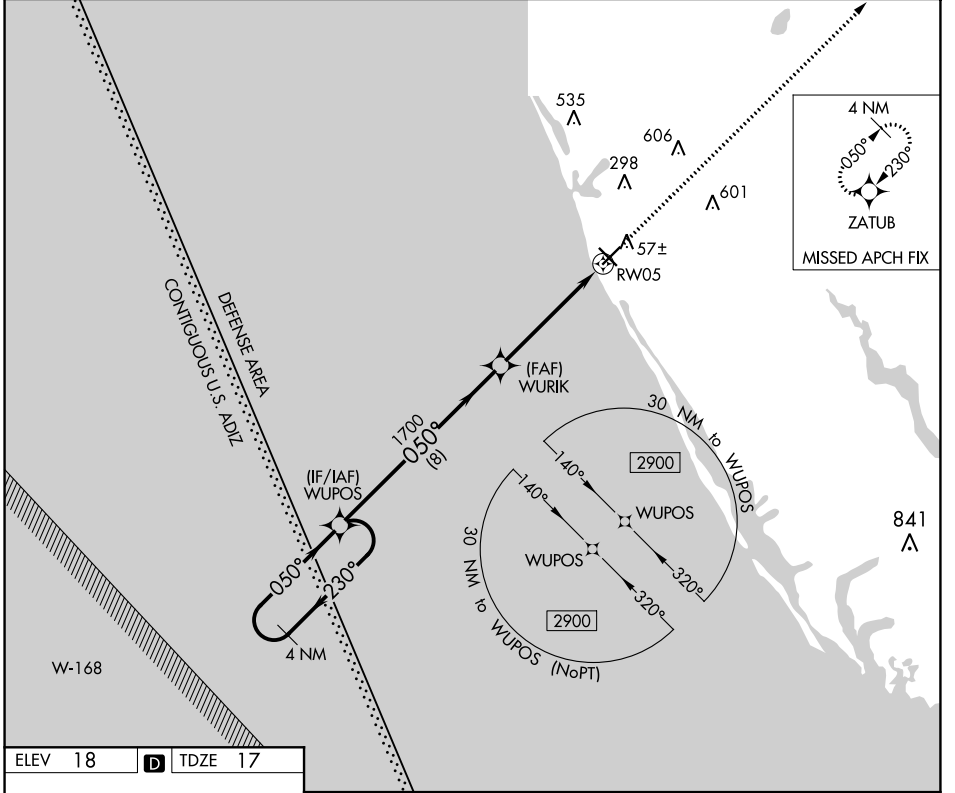 535
606
298
601
57±
RW05
4 NM
050°
230°
ZATUB
MISSED APCH FIX
DEFENSE AREA
CONTIGUOUS U.S. ADIZ
(FAF)
WURIK
1700
050°
(8)
(IF/IAF)
WUPOS
050°
230°
4 NM
30 NM to WUPOS
2900
140°
WUPOS
320°
140°
WUPOS
320°
2900
30 NM to WUPOS (NoPT)
841
W-168
ELEV 18 D TDZE 17